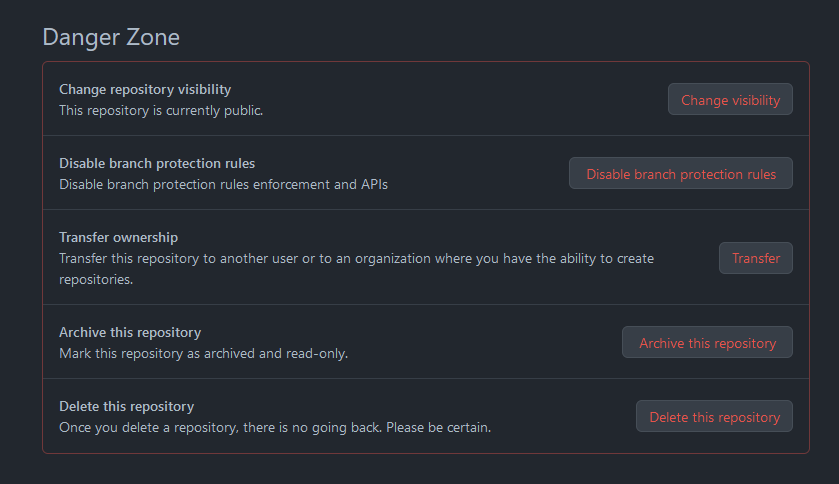 Danger Zone
Change repository visibility
This repository is currently public.
Change visibility
Disable branch protection rules
Disable branch protection rules enforcement and APIs
Disable branch protection rules
Transfer ownership
Transfer this repository to another user or to an organization where you have the ability to create
repositories.
Transfer
Archive this repository
Mark this repository as archived and read-only.
Archive this repository
Delete this repository
Once you delete a repository, there is no going back. Please be certain.
Delete this repository